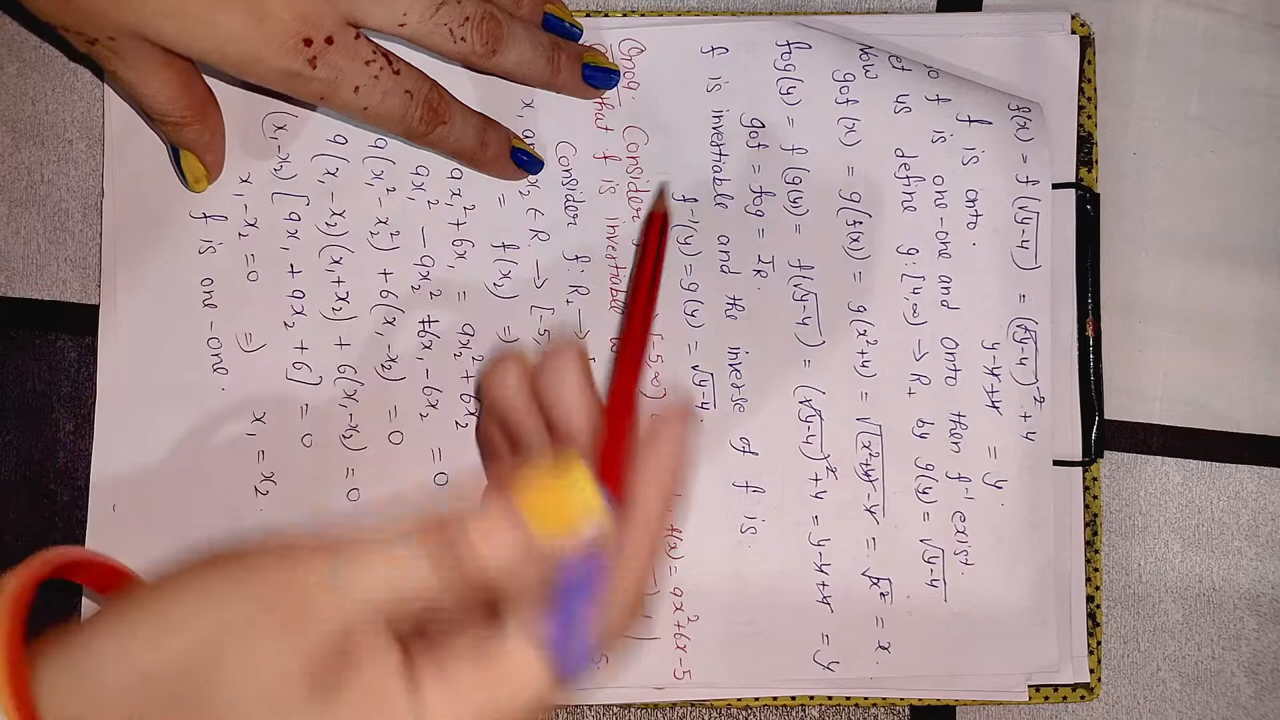 f(x) = f(√y-4) = (√y-4)² + 4
y-4+4 = y.
f is onto.
f is one-one and onto then f⁻¹ exist.
let us define g: [4,∞) → R₊ by g(y) = √y-4
Now
gof(x) = g(f(x)) = g(x²+4) = √(x²+4)-4 = √x² = x.
fog(y) = f(g(y)) = f(√y-4) = (√y-4)² + 4 = y-4+4 = y
gof = fog = I_R.
f is invertiable and the inverse of f is.
f⁻¹(y) = g(y) = √y-4.
Consider [-5,∞) f(x) = 9x²+6x-5
that f is invertiable
Consider f: R₊ →
x₂ ∈ R → [-5,
= f(x₂) =)
9x₁²+6x₁ = 9x₂²+6x₂
9x₁² - 9x₂² + 6x₁ - 6x₂ = 0
9(x₁²-x₂²) + 6(x₁-x₂) = 0
9(x₁-x₂)(x₁+x₂) + 6(x₁-x₂) = 0
(x₁-x₂) [9x₁ + 9x₂ + 6] = 0
x₁-x₂ = 0 =) x₁ = x₂.
f is one-one.